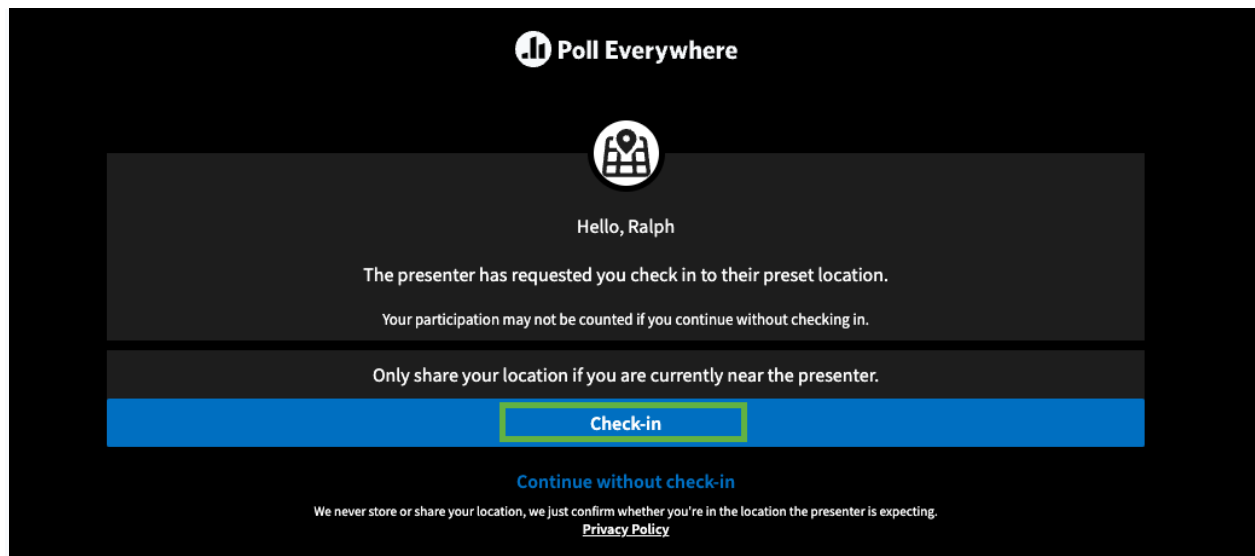 Poll Everywhere
Hello, Ralph
The presenter has requested you check in to their preset location.
Your participation may not be counted if you continue without checking in.
Only share your location if you are currently near the presenter.
Check-in
Continue without check-in
We never store or share your location, we just confirm whether you're in the location the presenter is expecting.
Privacy Policy